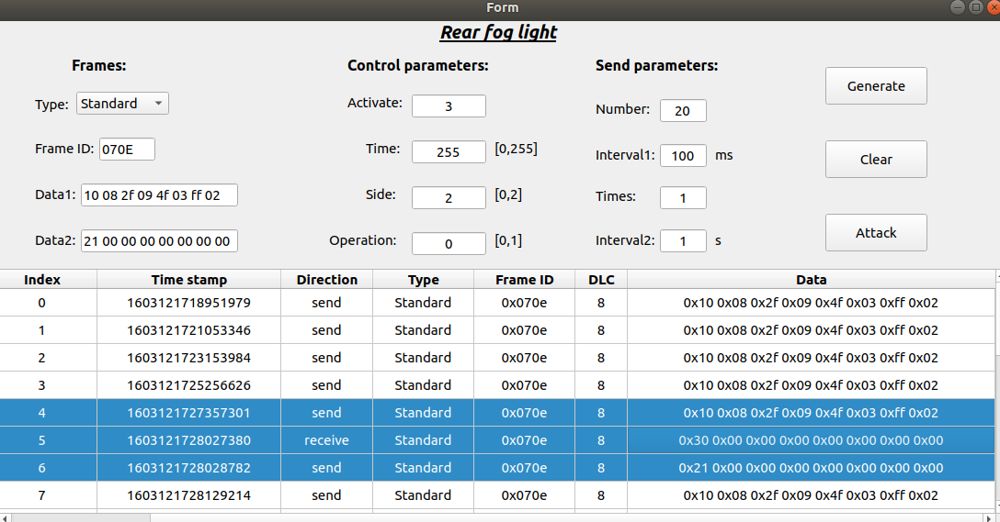 Form
Rear fog light
Frames: Control parameters: Send parameters:
Type: Standard Activate: 3 Number: 20 Generate
Frame ID: 070E Time: 255 [0,255] Interval1: 100 ms Clear
Data1: 10 08 2f 09 4f 03 ff 02 Side: 2 [0,2] Times: 1
Data2: 21 00 00 00 00 00 00 00 Operation: 0 [0,1] Interval2: 1 s Attack
Index Time stamp Direction Type Frame ID DLC Data
0 1603121718951979 send Standard 0x070e 8 0x10 0x08 0x2f 0x09 0x4f 0x03 0xff 0x02
1 1603121721053346 send Standard 0x070e 8 0x10 0x08 0x2f 0x09 0x4f 0x03 0xff 0x02
2 1603121723153984 send Standard 0x070e 8 0x10 0x08 0x2f 0x09 0x4f 0x03 0xff 0x02
3 1603121725256626 send Standard 0x070e 8 0x10 0x08 0x2f 0x09 0x4f 0x03 0xff 0x02
4 1603121727357301 send Standard 0x070e 8 0x10 0x08 0x2f 0x09 0x4f 0x03 0xff 0x02
5 1603121728027380 receive Standard 0x070e 8 0x30 0x00 0x00 0x00 0x00 0x00 0x00 0x00
6 1603121728028782 send Standard 0x070e 8 0x21 0x00 0x00 0x00 0x00 0x00 0x00 0x00
7 1603121728129214 send Standard 0x070e 8 0x10 0x08 0x2f 0x09 0x4f 0x03 0xff 0x02